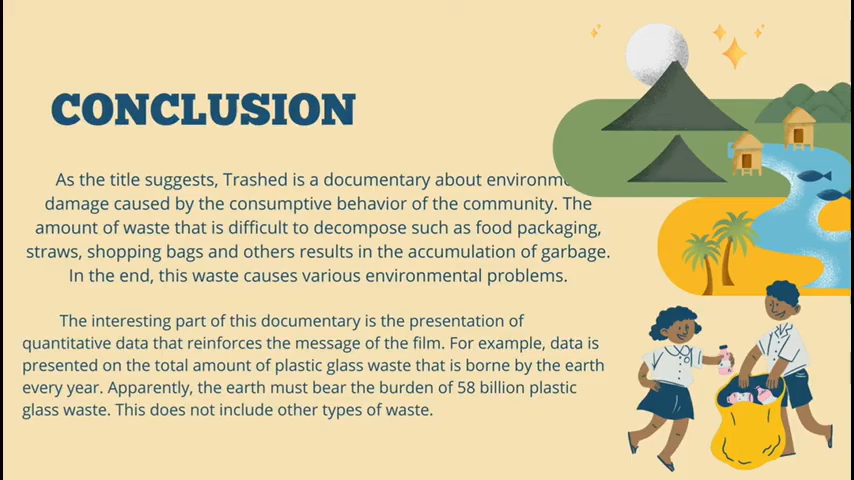 CONCLUSION
As the title suggests, Trashed is a documentary about
damage caused by the consumptive behavior of the community. The
amount of waste that is difficult to decompose such as food packaging,
straws, shopping bags and others results in the accumulation of garbage.
In the end, this waste causes various environmental problems.
The interesting part of this documentary is the presentation of
quantitative data that reinforces the message of the film. For example, data is
presented on the total amount of plastic glass waste that is borne by the earth
every year. Apparently, the earth must bear the burden of 58 billion plastic
glass waste. This does not include other types of waste.